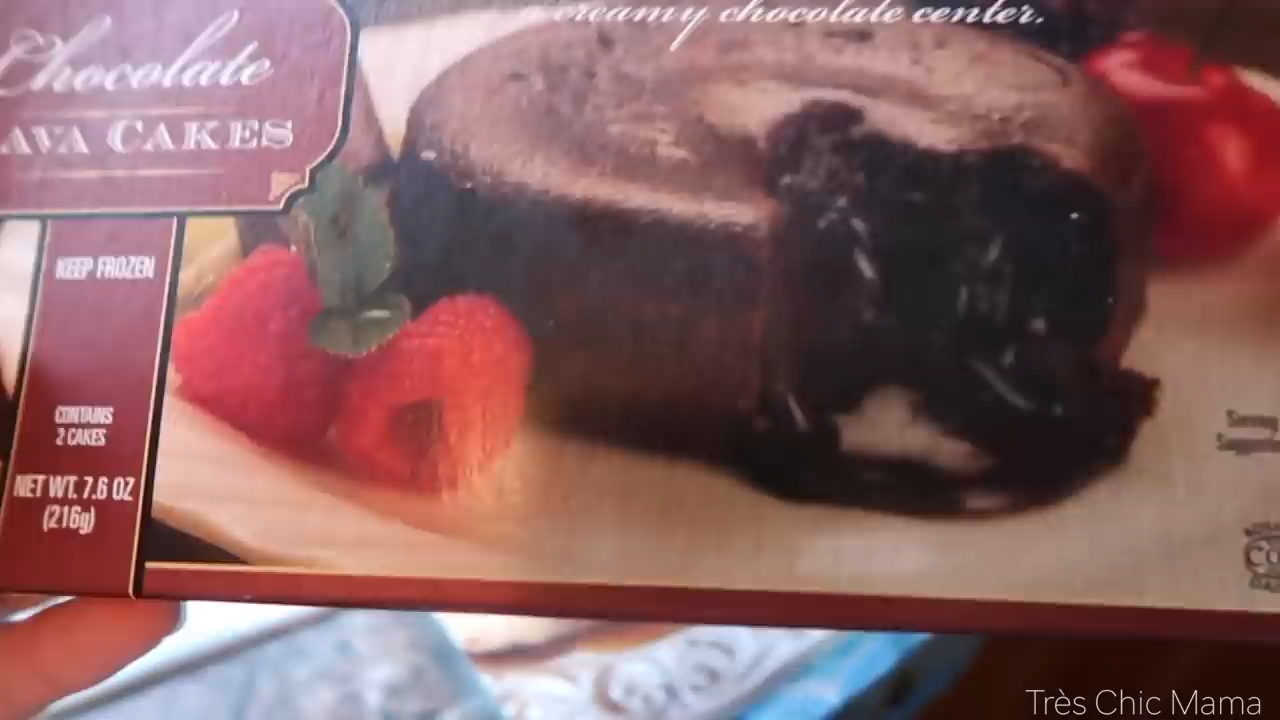 creamy chocolate center.
Chocolate
AVA CAKES
KEEP FROZEN
CONTAINS
2 CAKES
NET WT. 7.6 OZ
(216g)
Serving
Très Chic Mama